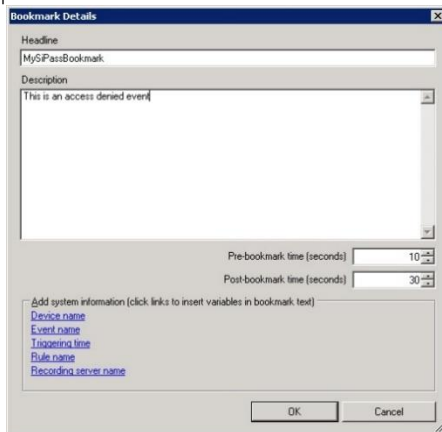 Bookmark Details
Headline
MySiPassBookmark
Description
This is an access denied event
Pre-bookmark time (seconds) 10
Post-bookmark time (seconds) 30
Add system information (click links to insert variables in bookmark text)
Device name
Event name
Triggering time
Rule name
Recording server name
OK Cancel